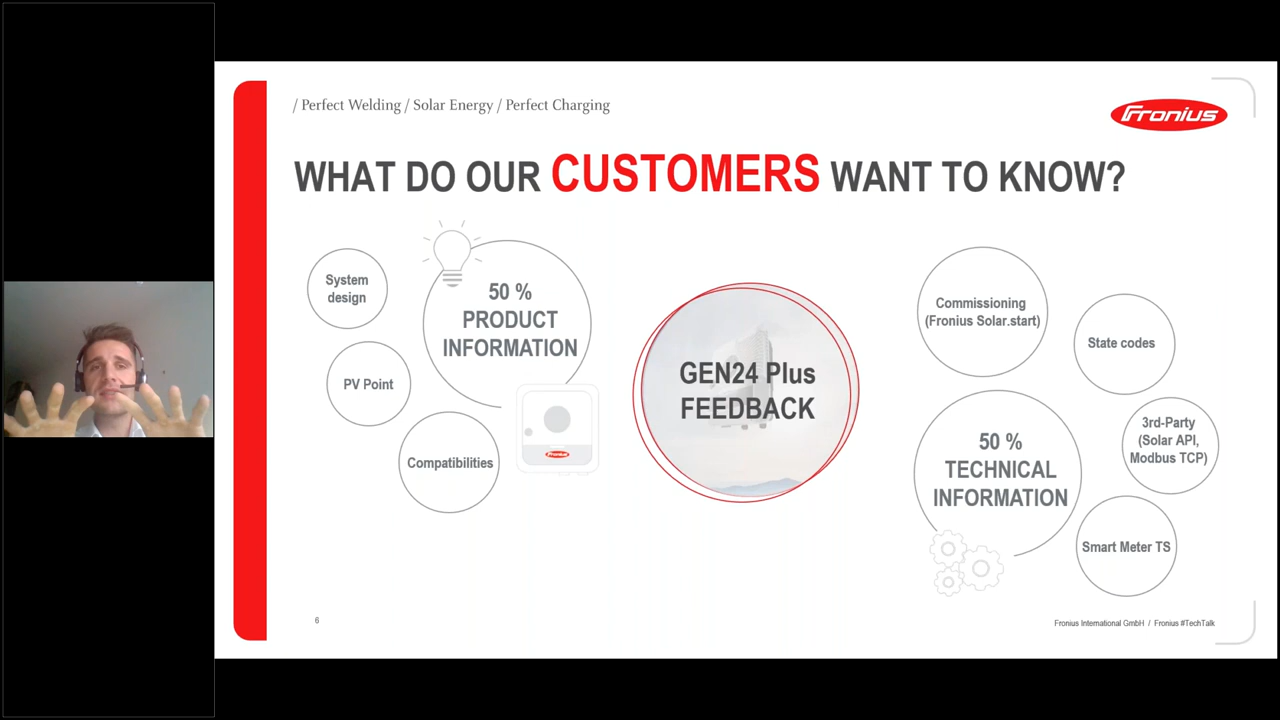 / Perfect Welding / Solar Energy / Perfect Charging
Fronius
WHAT DO OUR CUSTOMERS WANT TO KNOW?
System
design
50 %
PRODUCT
INFORMATION
PV Point
Compatibilities
Fronius
GEN24 Plus
FEEDBACK
Commissioning
(Fronius Solar.start)
State codes
3rd-Party
(Solar API,
Modbus TCP)
50 %
TECHNICAL
INFORMATION
Smart Meter TS
6
Fronius International GmbH / Fronius #TechTalk